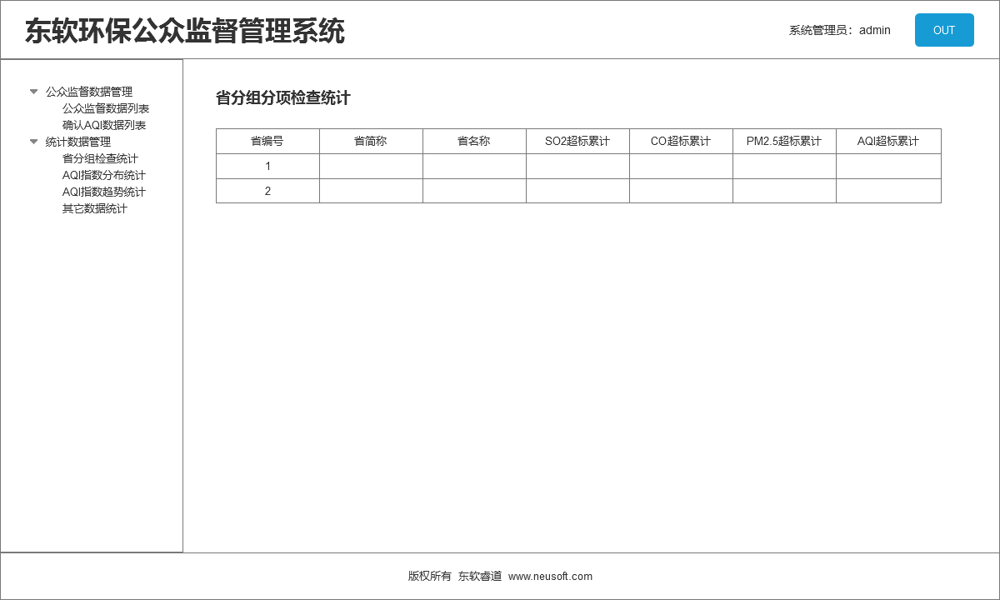 东软环保公众监督管理系统
系统管理员：admin
OUT
公众监督数据管理
公众监督数据列表
确认AQI数据列表
统计数据管理
省分组检查统计
AQI指数分布统计
AQI指数趋势统计
其它数据统计
省分组分项检查统计
省编号 省简称 省名称 SO2超标累计 CO超标累计 PM2.5超标累计 AQI超标累计
1
2
版权所有 东软睿道 www.neusoft.com